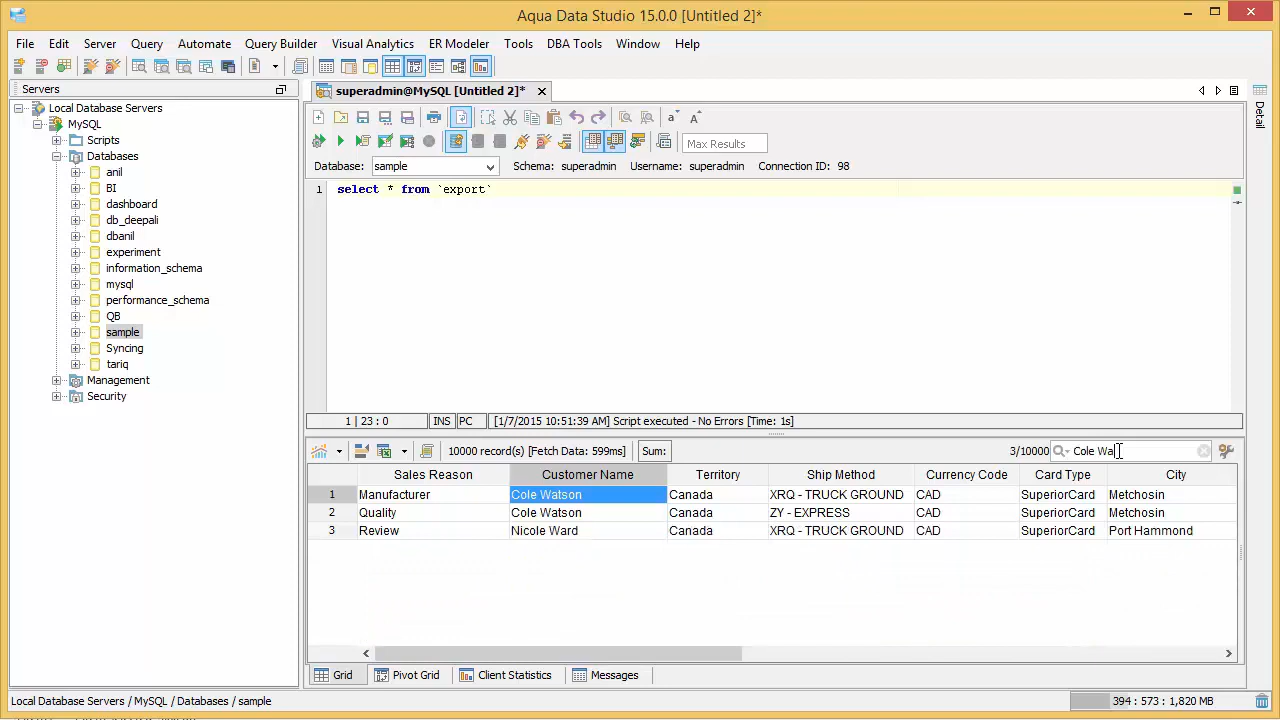 Aqua Data Studio 15.0.0 [Untitled 2]*
File Edit Server Query Automate Query Builder Visual Analytics ER Modeler Tools DBA Tools Window Help
Servers
superadmin@MySQL [Untitled 2]*
Detail
Local Database Servers
MySQL
Scripts
Databases
anil
BI
dashboard
db_deepali
dbanil
experiment
information_schema
mysql
performance_schema
QB
sample
Syncing
tariq
Management
Security
Max Results
Database: sample Schema: superadmin Username: superadmin Connection ID: 98
1 select * from `export`
1 | 23 : 0 INS PC [1/7/2015 10:51:39 AM] Script executed - No Errors [Time: 1s]
10000 record(s) [Fetch Data: 599ms] Sum: 3/10000 Cole Wa
Sales Reason Customer Name Territory Ship Method Currency Code Card Type City
1 Manufacturer Cole Watson Canada XRQ - TRUCK GROUND CAD SuperiorCard Metchosin
2 Quality Cole Watson Canada ZY - EXPRESS CAD SuperiorCard Metchosin
3 Review Nicole Ward Canada XRQ - TRUCK GROUND CAD SuperiorCard Port Hammond
Grid Pivot Grid Client Statistics Messages
Local Database Servers / MySQL / Databases / sample 394 : 573 : 1,820 MB